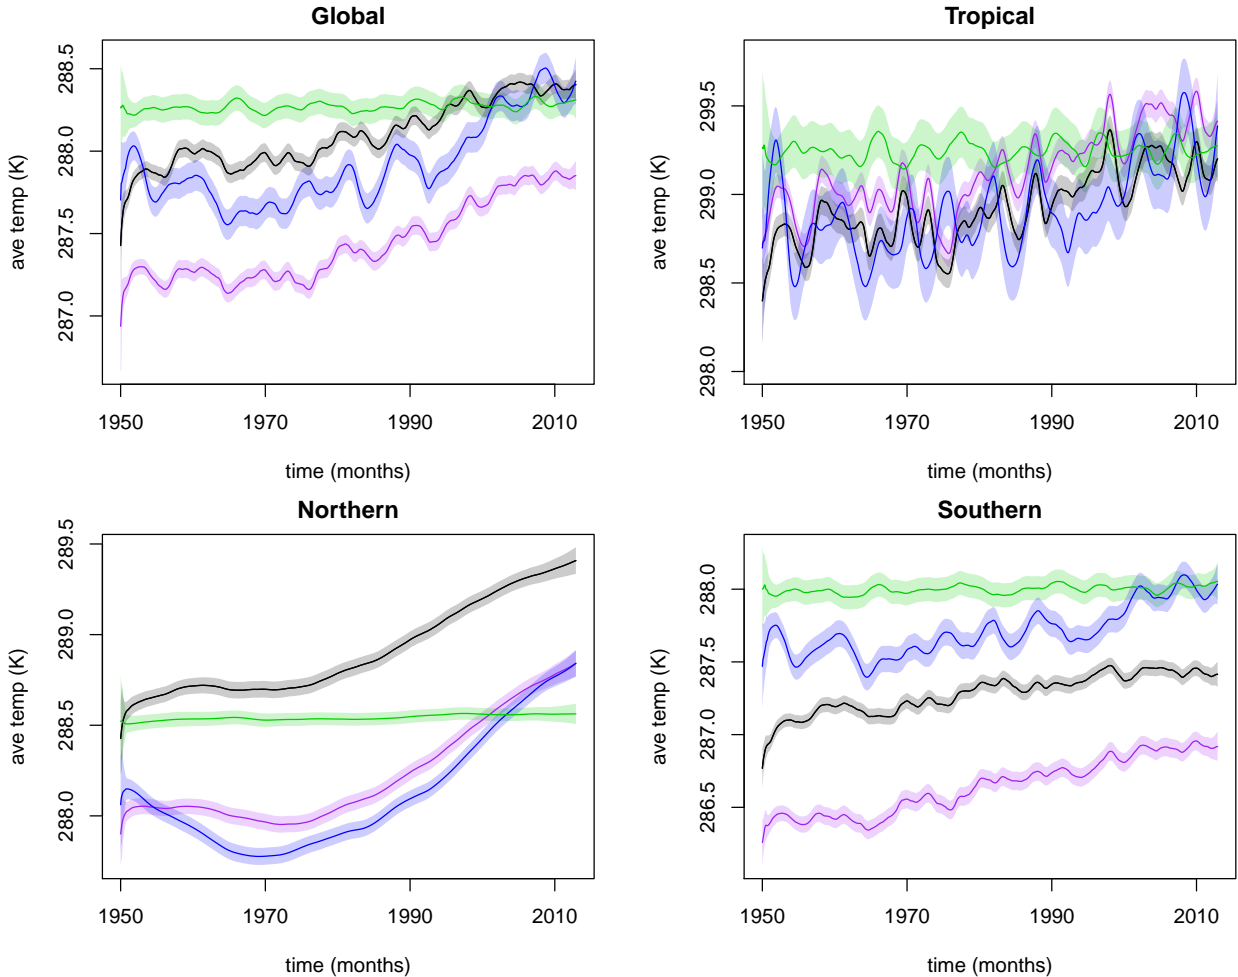 Global
ave temp (K)
288.5
288.0
287.5
287.0
1950
1970
1990
2010
time (months)
Tropical
ave temp (K)
299.5
299.0
298.5
298.0
1950
1970
1990
2010
time (months)
Northern
ave temp (K)
289.5
289.0
288.5
288.0
1950
1970
1990
2010
time (months)
Southern
ave temp (K)
288.0
287.5
287.0
286.5
1950
1970
1990
2010
time (months)